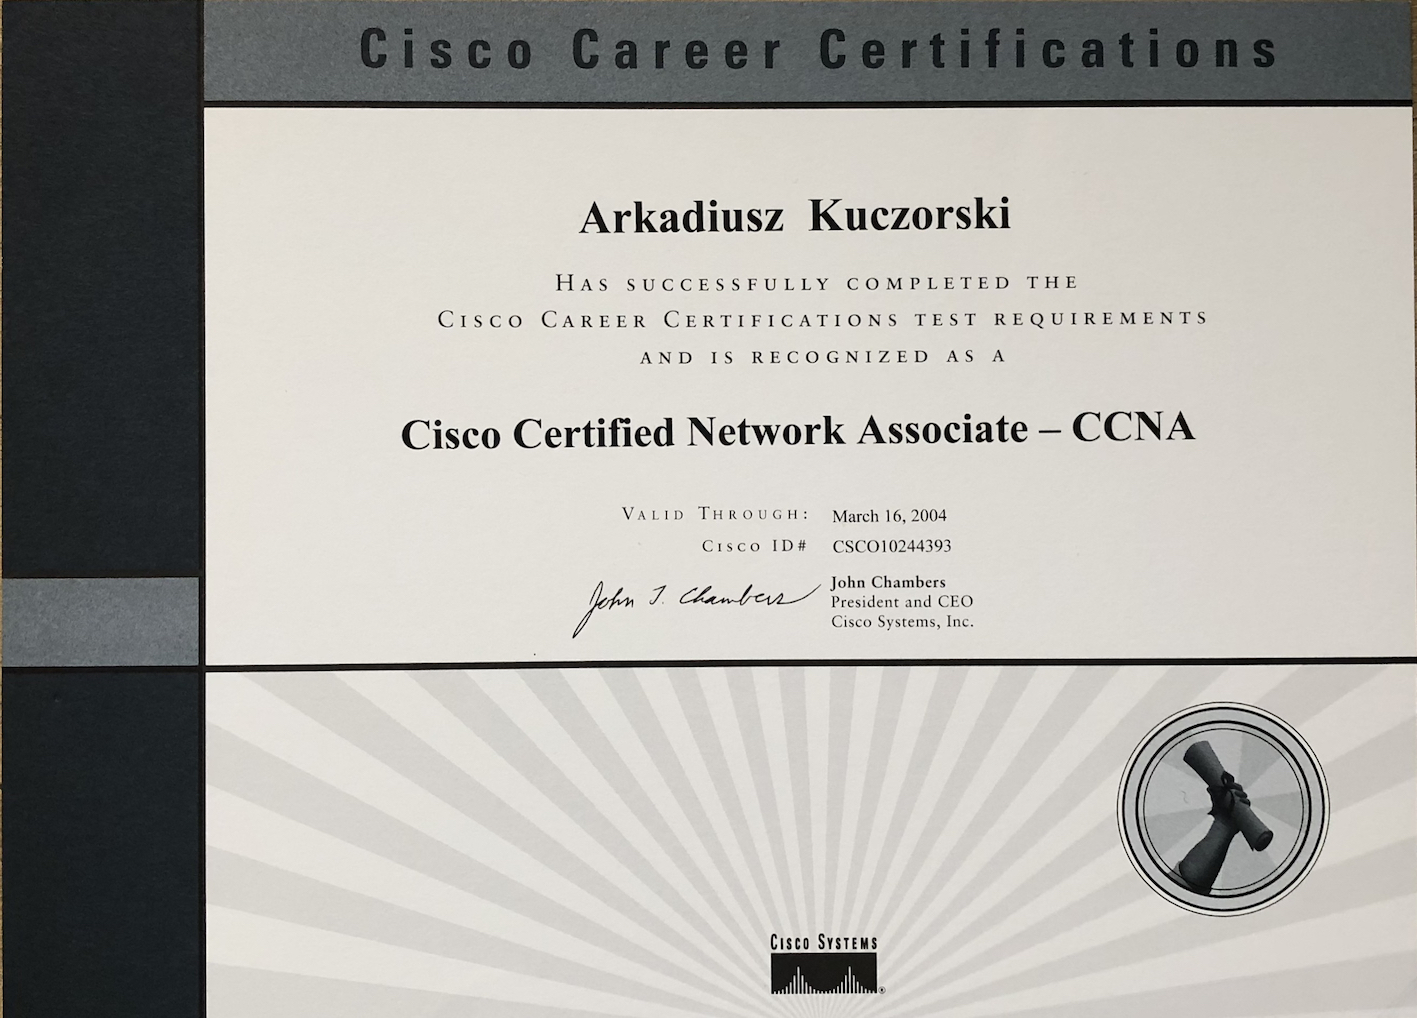 Cisco Career Certifications
Arkadiusz Kuczorski
HAS SUCCESSFULLY COMPLETED THE
CISCO CAREER CERTIFICATIONS TEST REQUIREMENTS
AND IS RECOGNIZED AS A
Cisco Certified Network Associate – CCNA
VALID THROUGH: March 16, 2004
CISCO ID# CSCO10244393
John T. Chambers
John Chambers
President and CEO
Cisco Systems, Inc.
CISCO SYSTEMS
®